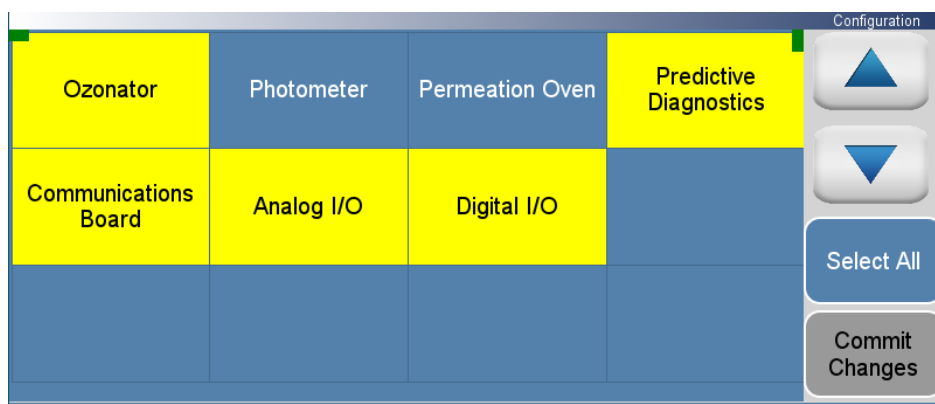 Configuration
Ozonator
Photometer
Permeation Oven
Predictive
Diagnostics
Communications
Board
Analog I/O
Digital I/O
Select All
Commit
Changes